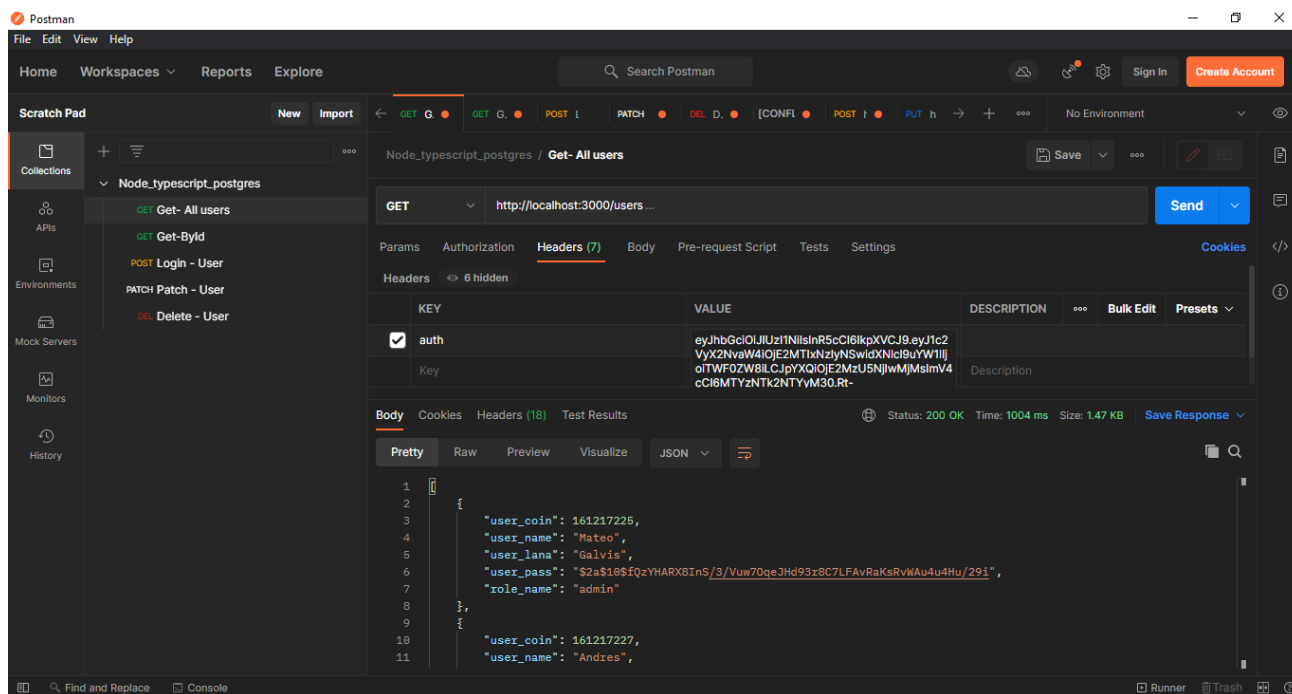 Postman
File Edit View Help
Home Workspaces Reports Explore Search Postman Sign In Create Account
Scratch Pad New Import GET G. GET G. POST L PATCH DEL D. [CONFL POST h PUT h No Environment
Collections
APIs
Environments
Mock Servers
Monitors
History
Node_typescript_postgres
GET Get- All users
GET Get-ById
POST Login - User
PATCH Patch - User
DEL Delete - User
Node_typescript_postgres / Get- All users Save
GET http://localhost:3000/users... Send
Params Authorization Headers (7) Body Pre-request Script Tests Settings Cookies
Headers 6 hidden
KEY VALUE DESCRIPTION Bulk Edit Presets
auth
eyJhbGciOiJIUzI1NiIsInR5cCI6IkpXVCJ9.eyJ1c2
VyX2NvaW4iOjE2MTIxNzIyNSwidXNlcl9uYW1lIj
oiTWF0ZW8iLCJpYXQiOjE2MzU5NjIwMjMsImV4
cCI6MTYzNTk2NTYyM30.Rt-
Key Description
Body Cookies Headers (18) Test Results Status: 200 OK Time: 1004 ms Size: 1.47 KB Save Response
Pretty Raw Preview Visualize JSON
1 [
2 {
3 "user_coin": 161217225,
4 "user_name": "Mateo",
5 "user_lana": "Galvis",
6 "user_pass": "$2a$10$fQzYHARX8InS/3/Vuw7OqeJHd93r8C7LFAvRaKsRvWAu4u4Hu/29i",
7 "role_name": "admin"
8 },
9 {
10 "user_coin": 161217227,
11 "user_name": "Andres",
Find and Replace Console Runner Trash